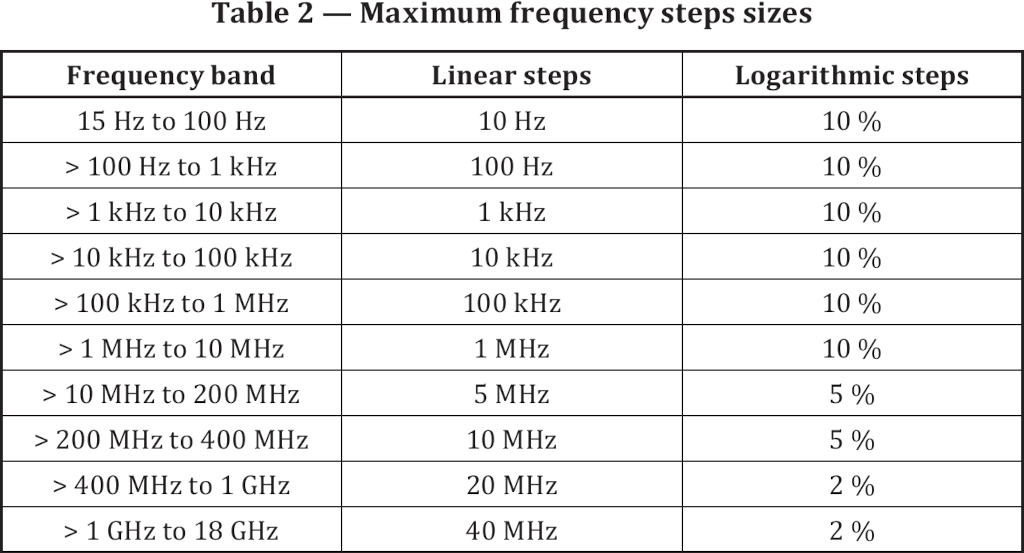 Table 2 — Maximum frequency steps sizes
Frequency band Linear steps Logarithmic steps
15 Hz to 100 Hz 10 Hz 10 %
> 100 Hz to 1 kHz 100 Hz 10 %
> 1 kHz to 10 kHz 1 kHz 10 %
> 10 kHz to 100 kHz 10 kHz 10 %
> 100 kHz to 1 MHz 100 kHz 10 %
> 1 MHz to 10 MHz 1 MHz 10 %
> 10 MHz to 200 MHz 5 MHz 5 %
> 200 MHz to 400 MHz 10 MHz 5 %
> 400 MHz to 1 GHz 20 MHz 2 %
> 1 GHz to 18 GHz 40 MHz 2 %